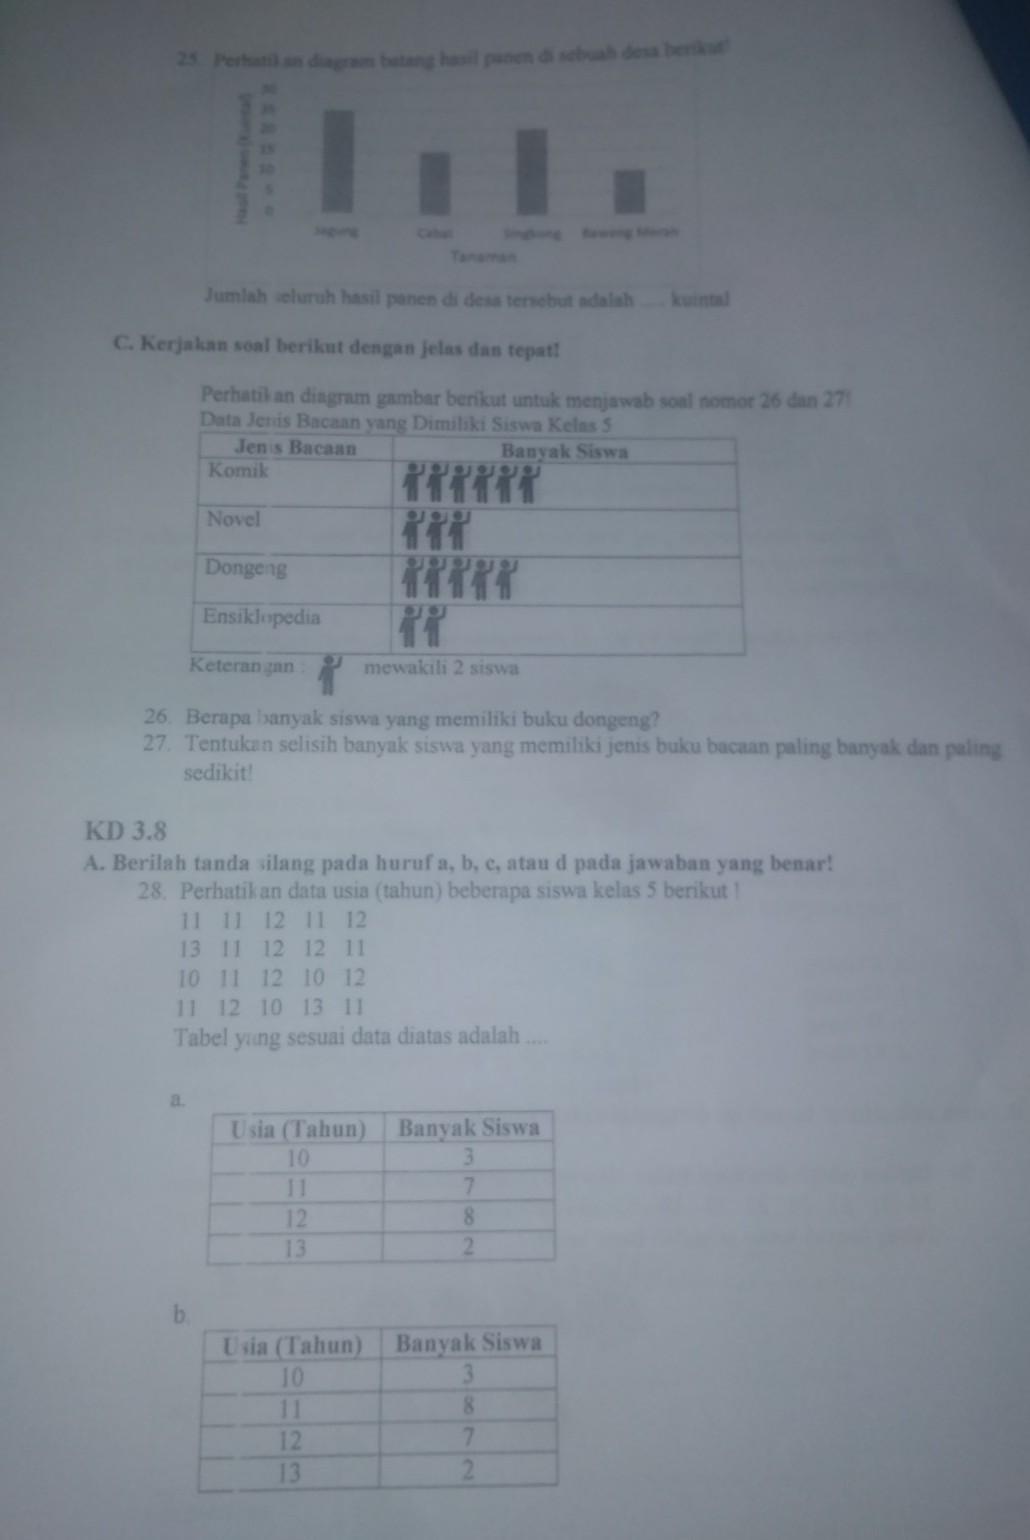 25. Perhatikan diagram batang hasil panen di sebuah desa berikut!
Hasil Panen (Kuintal)
30
25
20
15
10
5
0
Jagung Cabai Singkong Bawang Merah
Tanaman
Jumlah seluruh hasil panen di desa tersebut adalah .... kuintal
C. Kerjakan soal berikut dengan jelas dan tepat!
Perhatikan diagram gambar berikut untuk menjawab soal nomor 26 dan 27!
Data Jenis Bacaan yang Dimiliki Siswa Kelas 5
Jenis Bacaan Banyak Siswa
Komik
Novel
Dongeng
Ensiklopedia
Keterangan : mewakili 2 siswa
26. Berapa banyak siswa yang memiliki buku dongeng?
27. Tentukan selisih banyak siswa yang memiliki jenis buku bacaan paling banyak dan paling
sedikit!
KD 3.8
A. Berilah tanda silang pada huruf a, b, c, atau d pada jawaban yang benar!
28. Perhatikan data usia (tahun) beberapa siswa kelas 5 berikut !
11 11 12 11 12
13 11 12 12 11
10 11 12 10 12
11 12 10 13 11
Tabel yang sesuai data diatas adalah ....
a.
Usia (Tahun) Banyak Siswa
10 3
11 7
12 8
13 2
b.
Usia (Tahun) Banyak Siswa
10 3
11 8
12 7
13 2